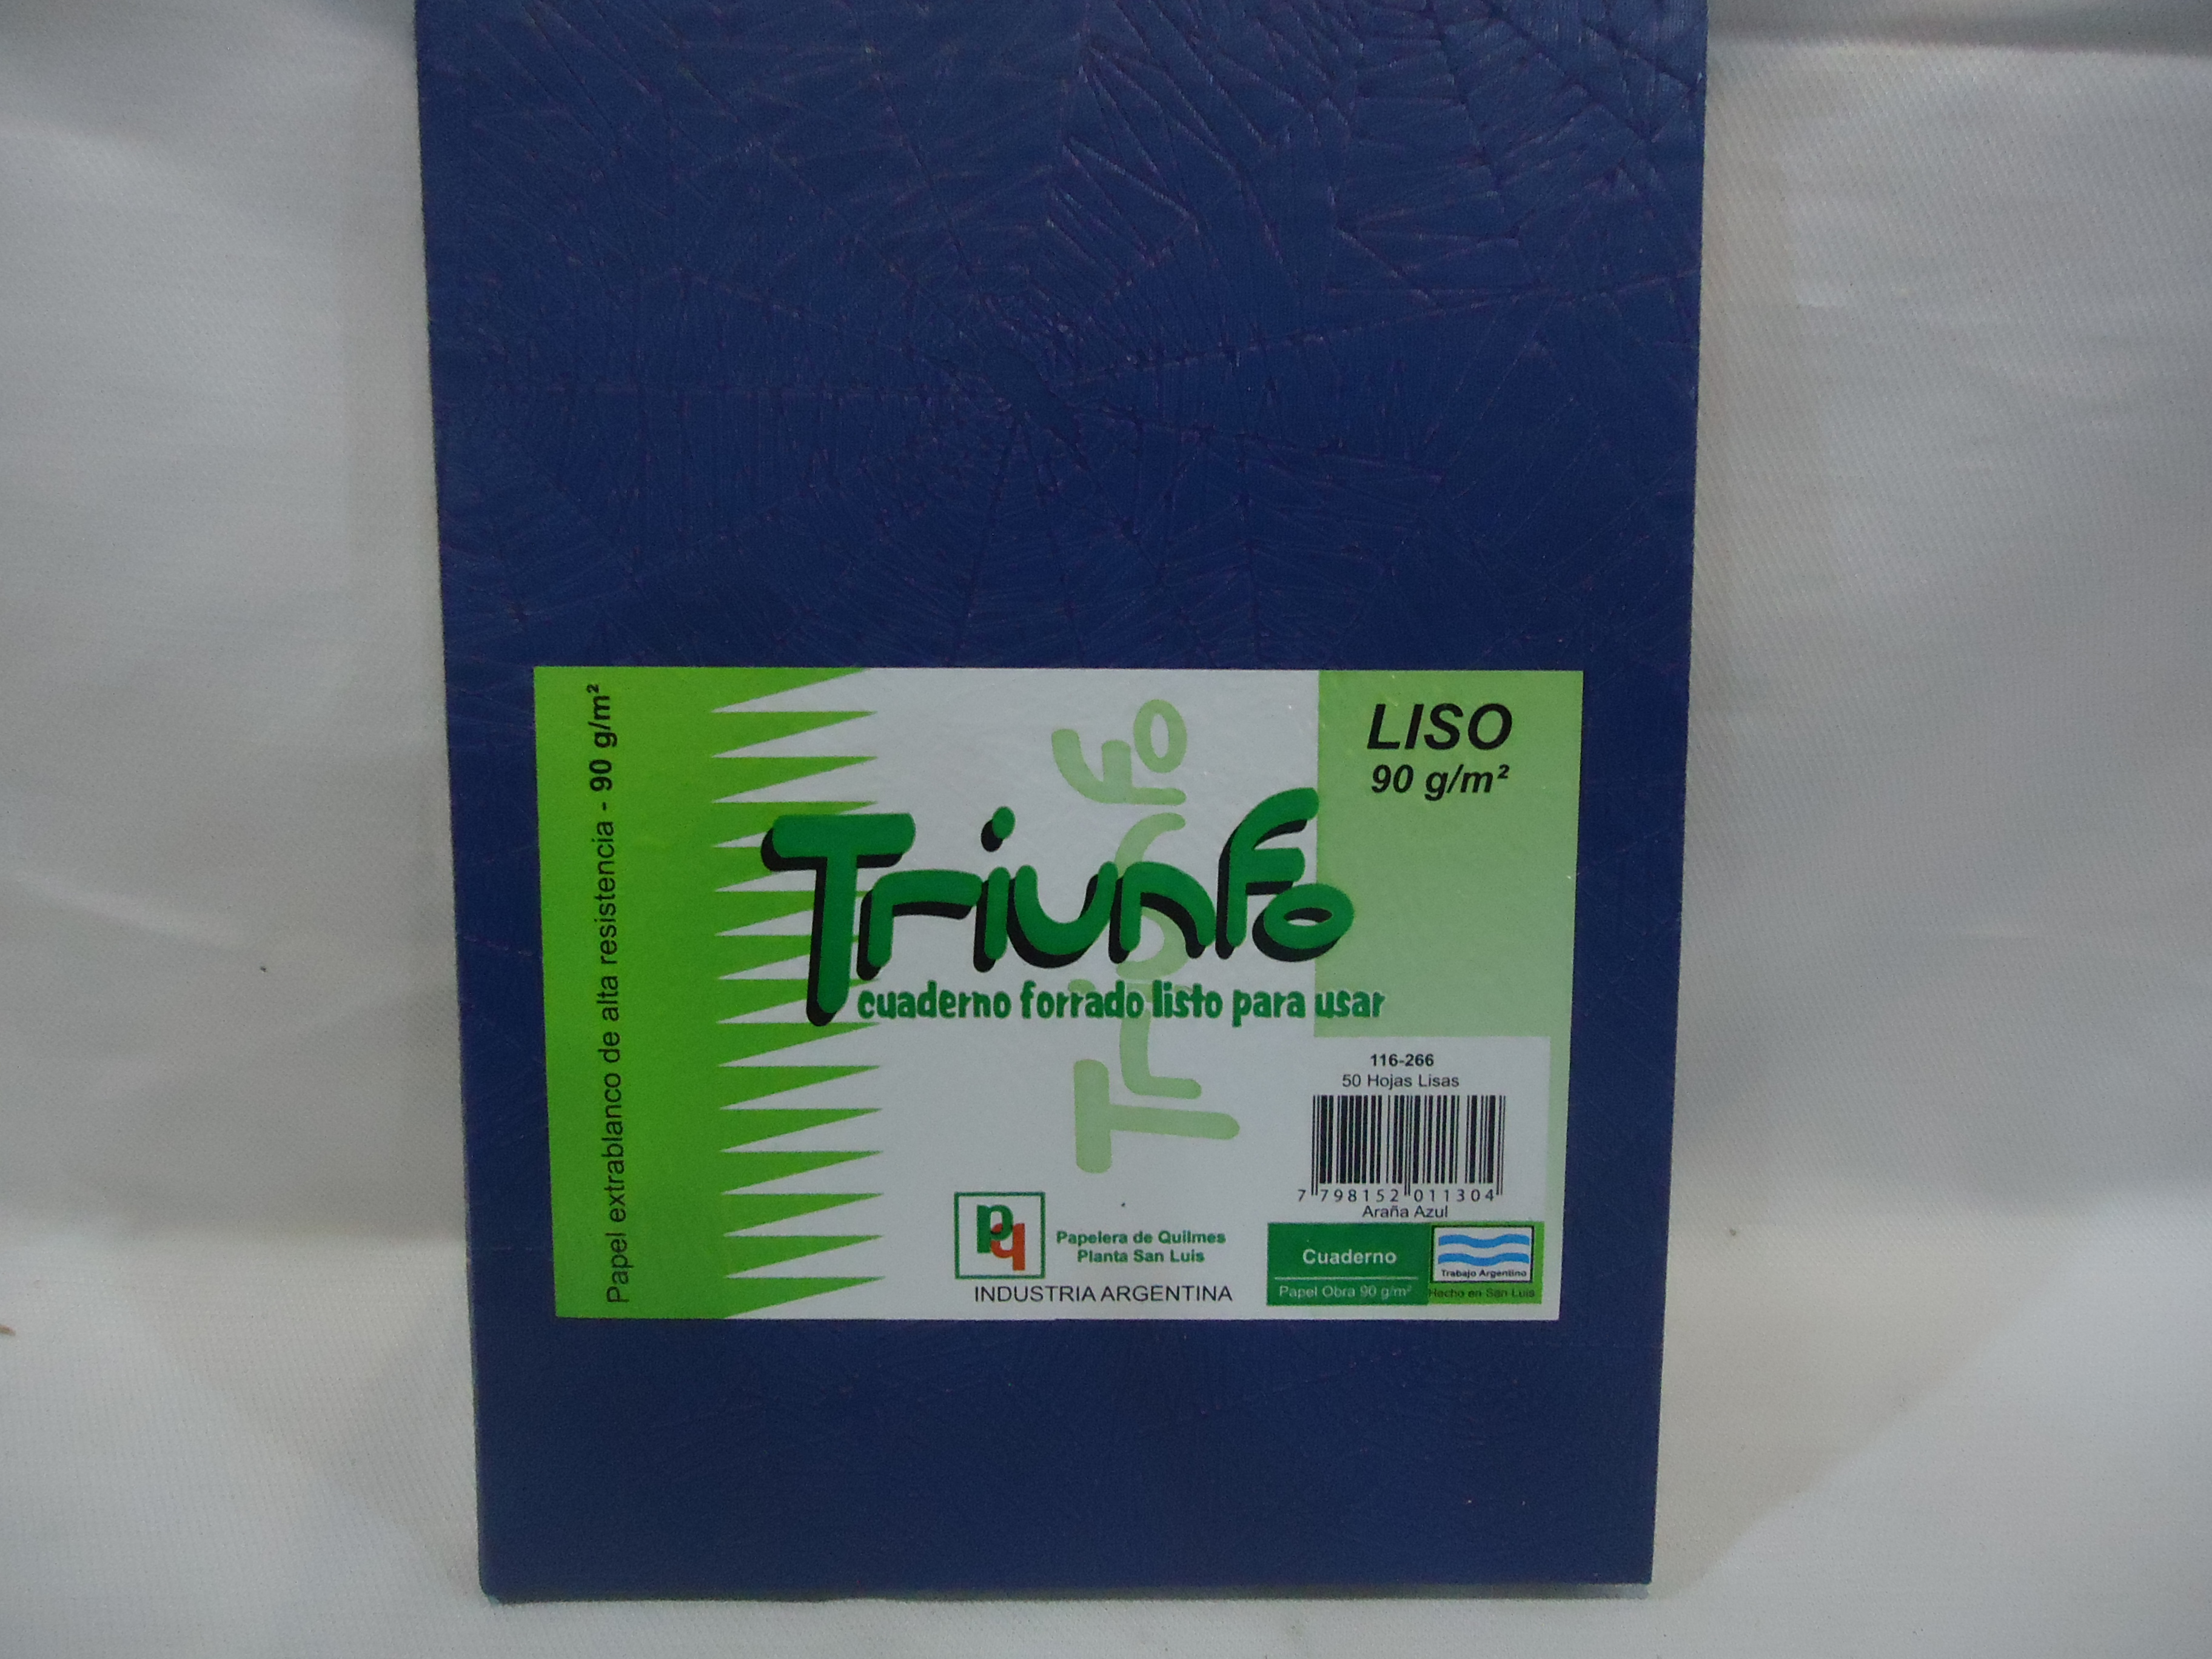 Papel extrablanco de alta resistencia - 90 g/m²
LISO
90 g/m²
Triunfo
Triunfo
cuaderno forrado listo para usar
116-266
50 Hojas Lisas
7 798152 011304
Araña Azul
pq
Papelera de Quilmes
Planta San Luis
INDUSTRIA ARGENTINA
Cuaderno
Papel Obra 90 g/m²
Trabajo Argentino
Hecho en San Luis